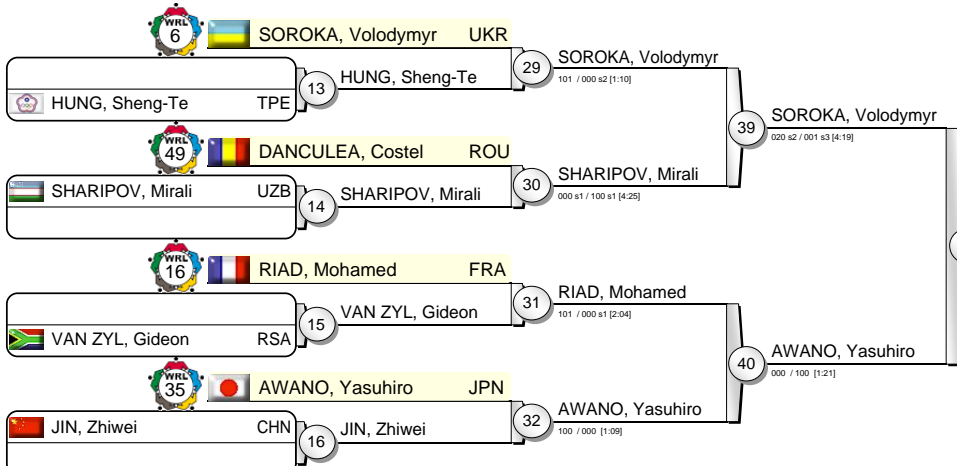 WRL
6
SOROKA, Volodymyr UKR
HUNG, Sheng-Te TPE
13
HUNG, Sheng-Te
29
SOROKA, Volodymyr
101 / 000 s2 [1:10]
WRL
49
DANCULEA, Costel ROU
SHARIPOV, Mirali UZB
14
SHARIPOV, Mirali
30
SHARIPOV, Mirali
000 s1 / 100 s1 [4:25]
39
SOROKA, Volodymyr
020 s2 / 001 s3 [4:19]
WRL
16
RIAD, Mohamed FRA
VAN ZYL, Gideon RSA
15
VAN ZYL, Gideon
31
RIAD, Mohamed
101 / 000 s1 [2:04]
WRL
35
AWANO, Yasuhiro JPN
JIN, Zhiwei CHN
16
JIN, Zhiwei
32
AWANO, Yasuhiro
100 / 000 [1:09]
40
AWANO, Yasuhiro
000 / 100 [1:21]